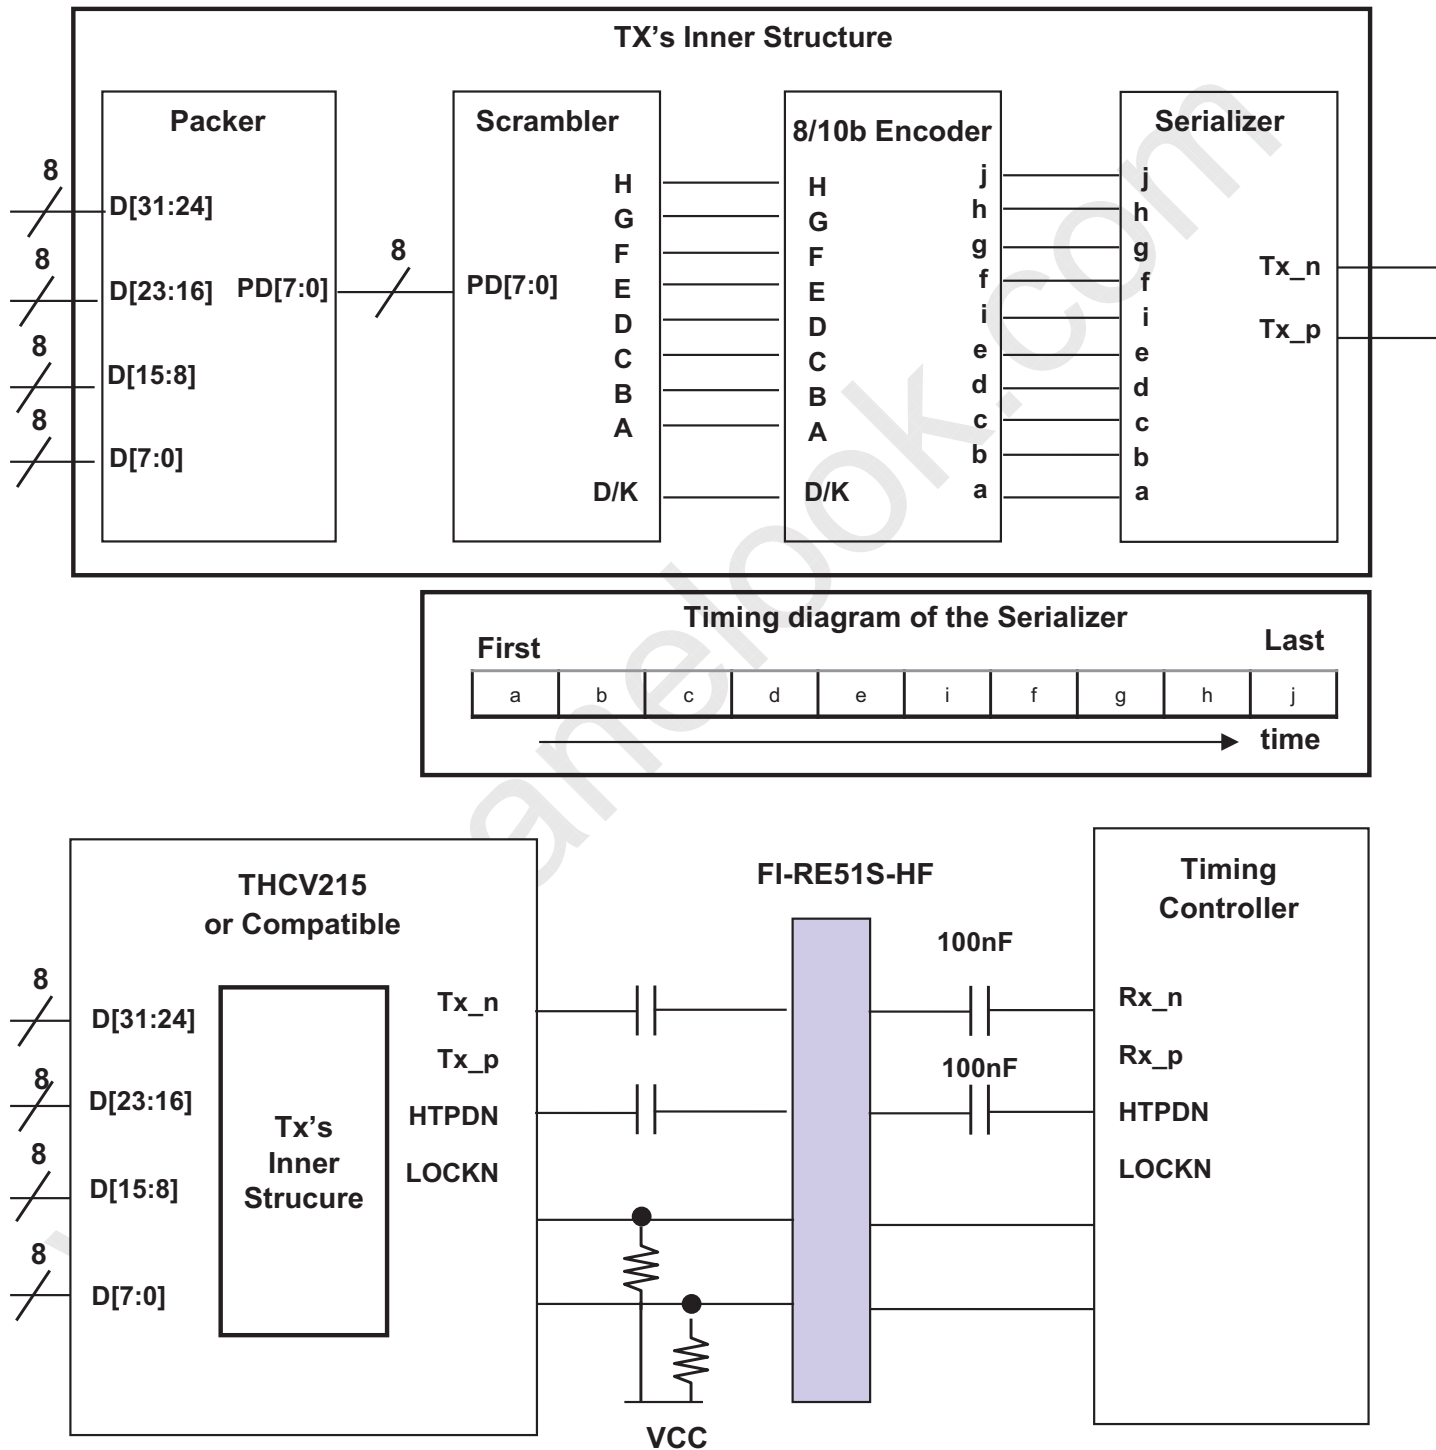 TX's Inner Structure
Packer
Scrambler
8/10b Encoder
Serializer
8
D[31:24]
8
D[23:16]
8
D[15:8]
8
D[7:0]
PD[7:0]
8
PD[7:0]
H
G
F
E
D
C
B
A
D/K
H
G
F
E
D
C
B
A
D/K
j
h
g
f
i
e
d
c
b
a
j
h
g
f
i
e
d
c
b
a
Tx_n
Tx_p
Timing diagram of the Serializer
First
Last
a b c d e i f g h j
time
THCV215
or Compatible
8
D[31:24]
8
D[23:16]
8
D[15:8]
8
D[7:0]
Tx's
Inner
Strucure
Tx_n
Tx_p
HTPDN
LOCKN
VCC
FI-RE51S-HF
100nF
100nF
Timing
Controller
Rx_n
Rx_p
HTPDN
LOCKN
anelook.com